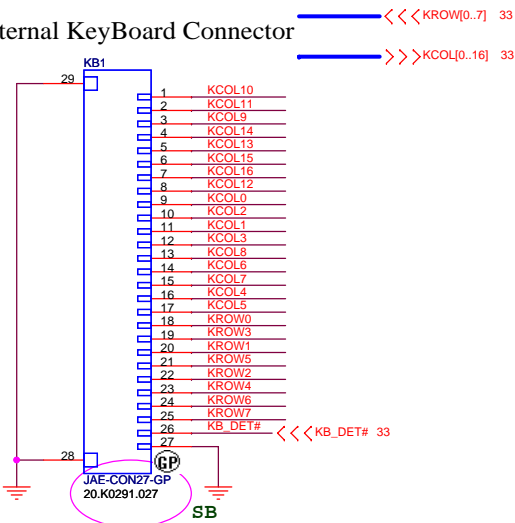 ternal KeyBoard Connector
KROW[0..7] 33
KCOL[0..16] 33
KB1
29
1 KCOL10
2 KCOL11
3 KCOL9
4 KCOL14
5 KCOL13
6 KCOL15
7 KCOL16
8 KCOL12
9 KCOL0
10 KCOL2
11 KCOL1
12 KCOL3
13 KCOL8
14 KCOL6
15 KCOL7
16 KCOL4
17 KCOL5
18 KROW0
19 KROW3
20 KROW1
21 KROW5
22 KROW2
23 KROW4
24 KROW6
25 KROW7
26 KB_DET# KB_DET# 33
27
28
GP
JAE-CON27-GP
20.K0291.027
SB